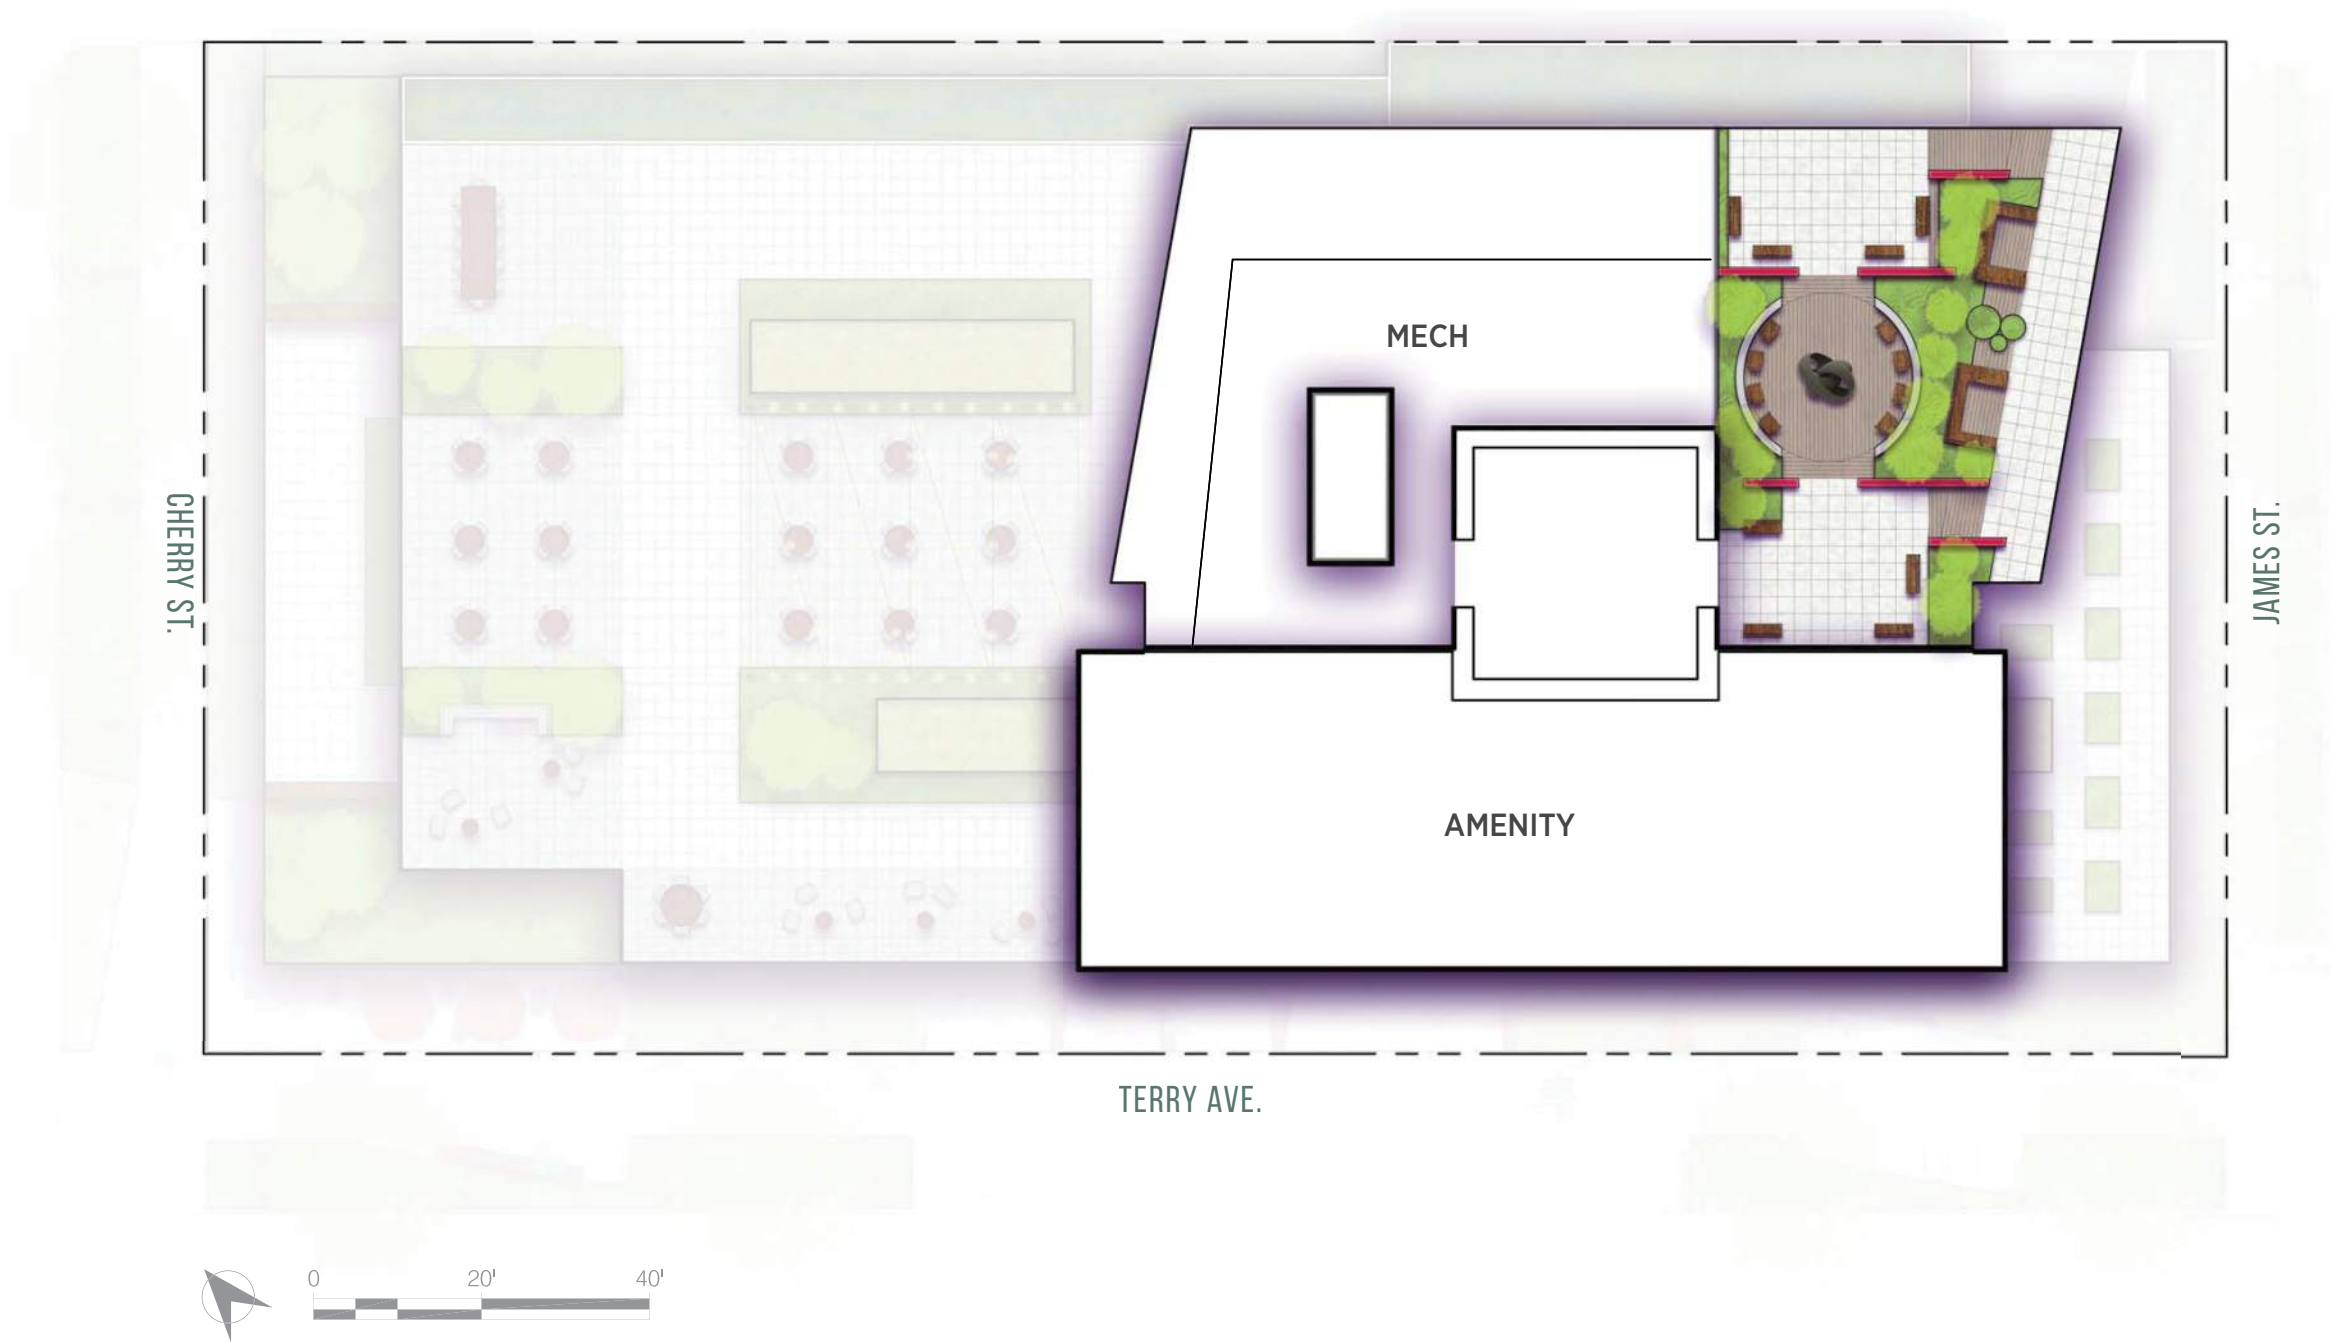 MECH
CHERRY ST.
JAMES ST.
AMENITY
TERRY AVE.
0 20' 40'